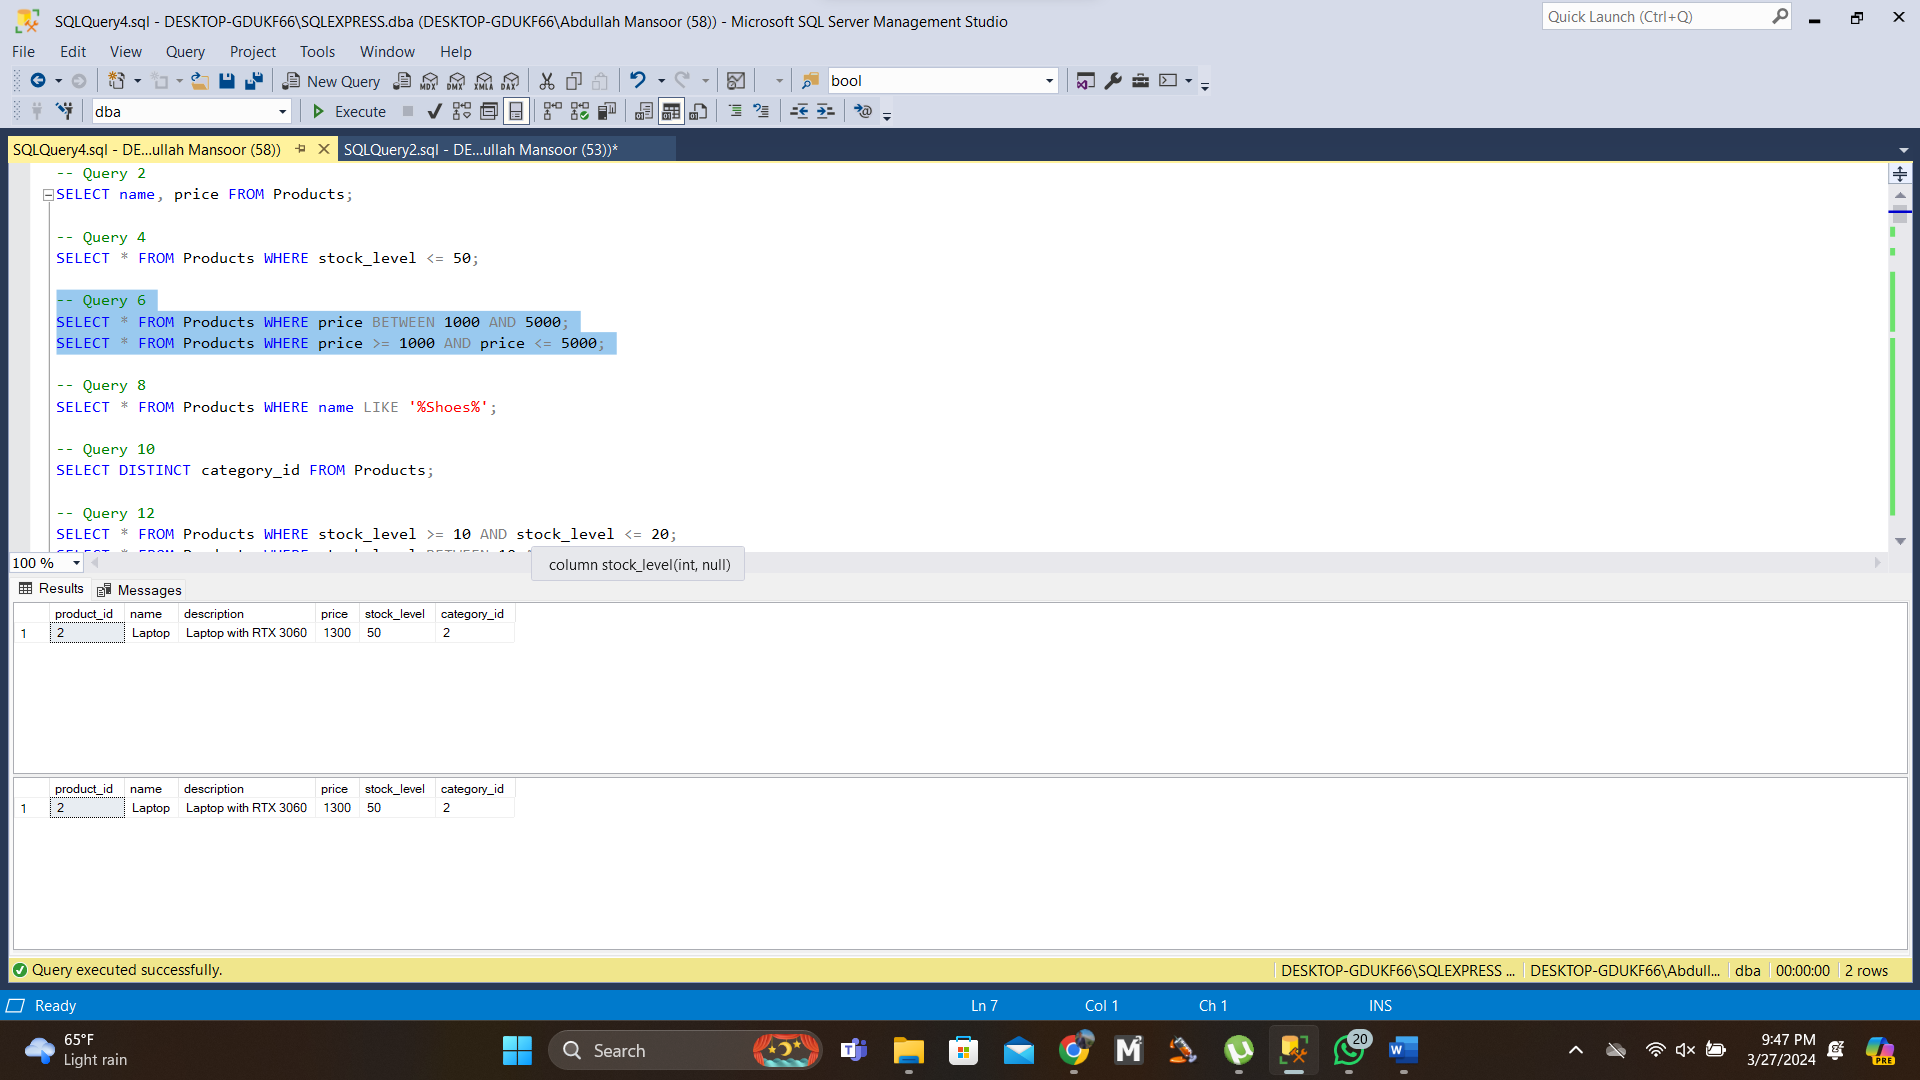 SQLQuery4.sql - DESKTOP-GDUKF66\SQLEXPRESS.dba (DESKTOP-GDUKF66\Abdullah Mansoor (58)) - Microsoft SQL Server Management Studio
Quick Launch (Ctrl+Q)
File Edit View Query Project Tools Window Help
New Query MDX DMX XMLA DAX bool
dba Execute
SQLQuery4.sql - DE...ullah Mansoor (58)) SQLQuery2.sql - DE...ullah Mansoor (53))*
-- Query 2
SELECT name, price FROM Products;
-- Query 4
SELECT * FROM Products WHERE stock_level <= 50;
-- Query 6
SELECT * FROM Products WHERE price BETWEEN 1000 AND 5000;
SELECT * FROM Products WHERE price >= 1000 AND price <= 5000;
-- Query 8
SELECT * FROM Products WHERE name LIKE '%Shoes%';
-- Query 10
SELECT DISTINCT category_id FROM Products;
-- Query 12
SELECT * FROM Products WHERE stock_level >= 10 AND stock_level <= 20;
100 %
column stock_level(int, null)
Results Messages
product_id name description price stock_level category_id
1 2 Laptop Laptop with RTX 3060 1300 50 2
product_id name description price stock_level category_id
1 2 Laptop Laptop with RTX 3060 1300 50 2
Query executed successfully. DESKTOP-GDUKF66\SQLEXPRESS ... DESKTOP-GDUKF66\Abdull... dba 00:00:00 2 rows
Ready Ln 7 Col 1 Ch 1 INS
65°F
Light rain
Search
20
9:47 PM
3/27/2024
PRE